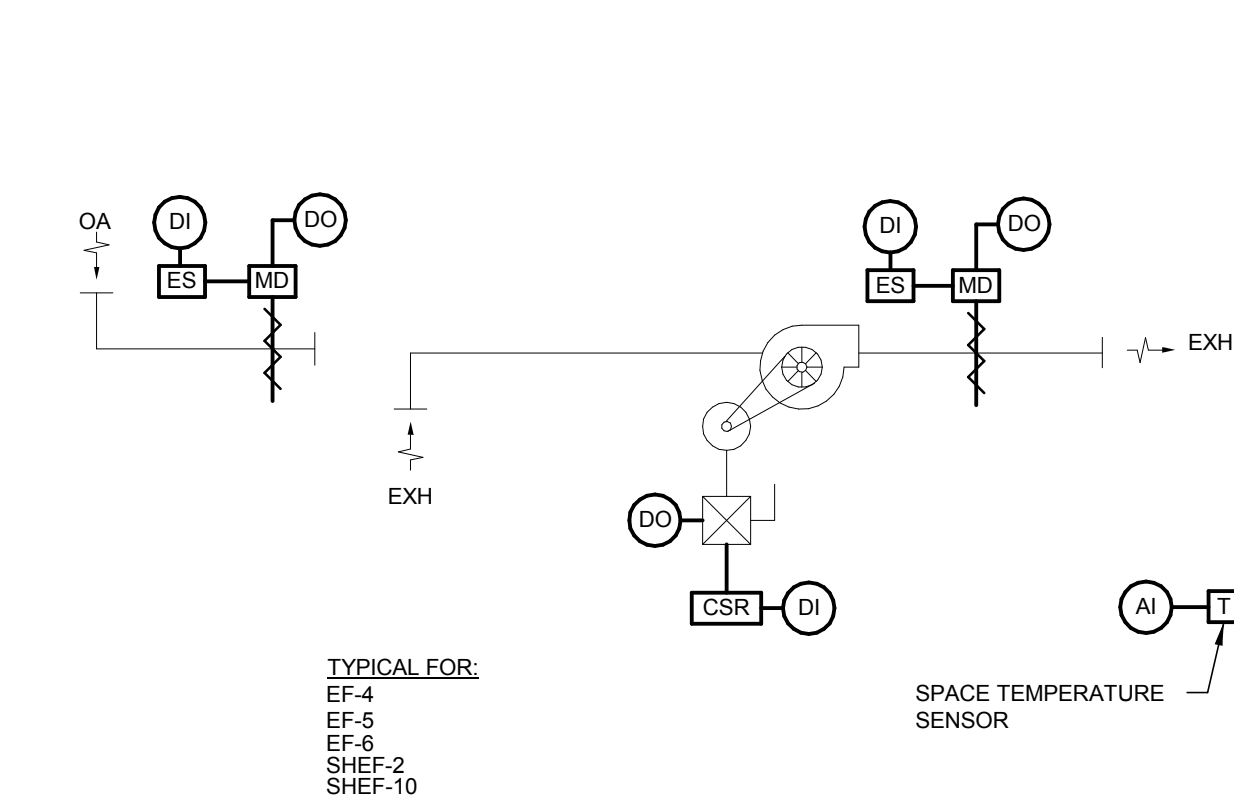 OA
DI
DO
ES
MD
DI
DO
ES
MD
EXH
EXH
DO
CSR
DI
AI
T
TYPICAL FOR:
EF-4
EF-5
EF-6
SHEF-2
SHEF-10
SPACE TEMPERATURE
SENSOR